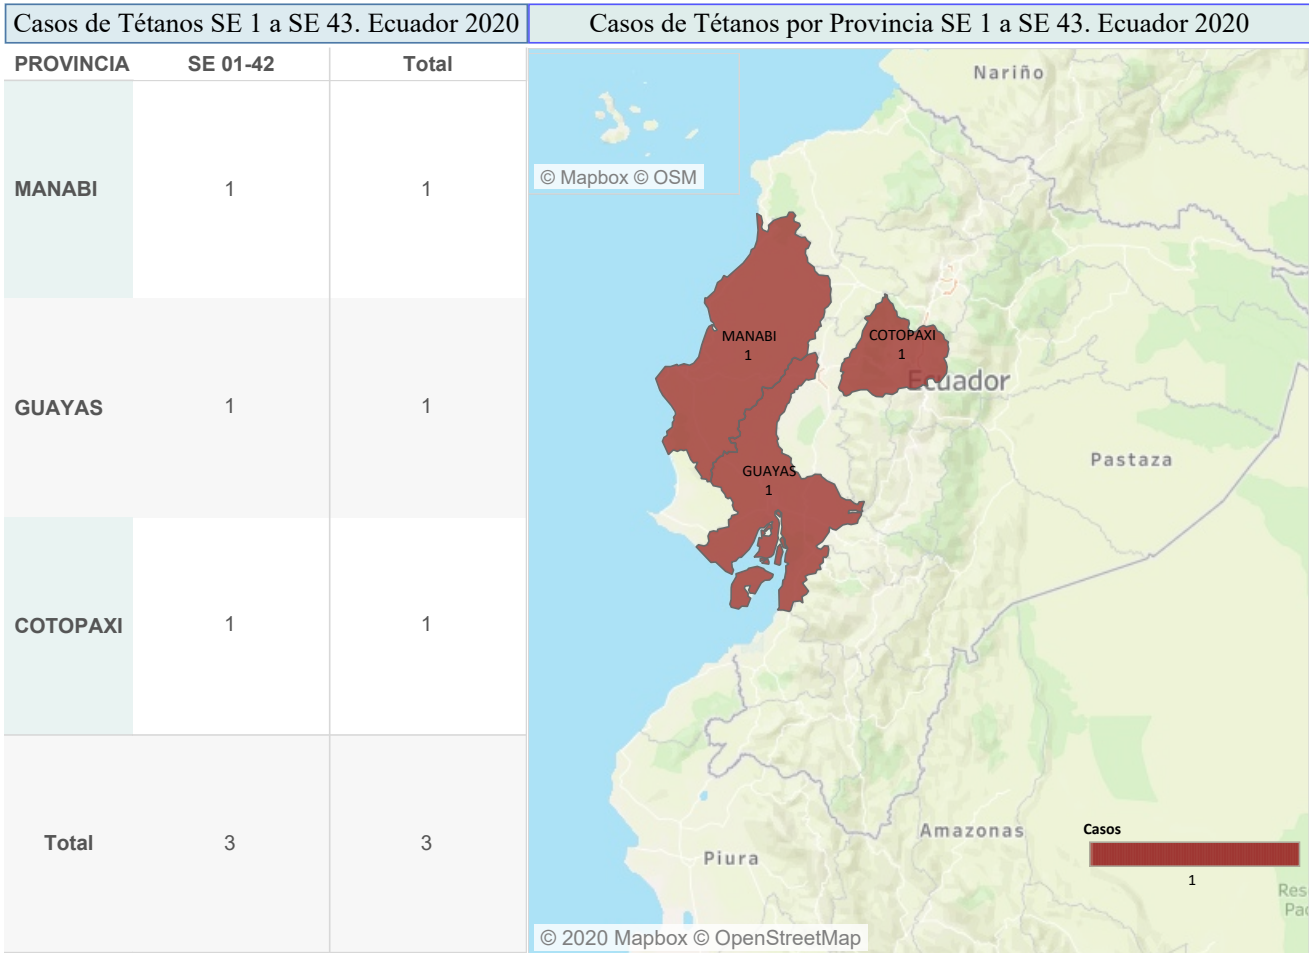 Casos de Tétanos SE 1 a SE 43. Ecuador 2020
PROVINCIA SE 01-42 Total
MANABI 1 1
GUAYAS 1 1
COTOPAXI 1 1
Total 3 3
Casos de Tétanos por Provincia SE 1 a SE 43. Ecuador 2020
Nariño
© Mapbox © OSM
MANABI
1
COTOPAXI
1
Ecuador
Pastaza
GUAYAS
1
Amazonas
Piura
Casos
1
Res
Pac
© 2020 Mapbox © OpenStreetMap